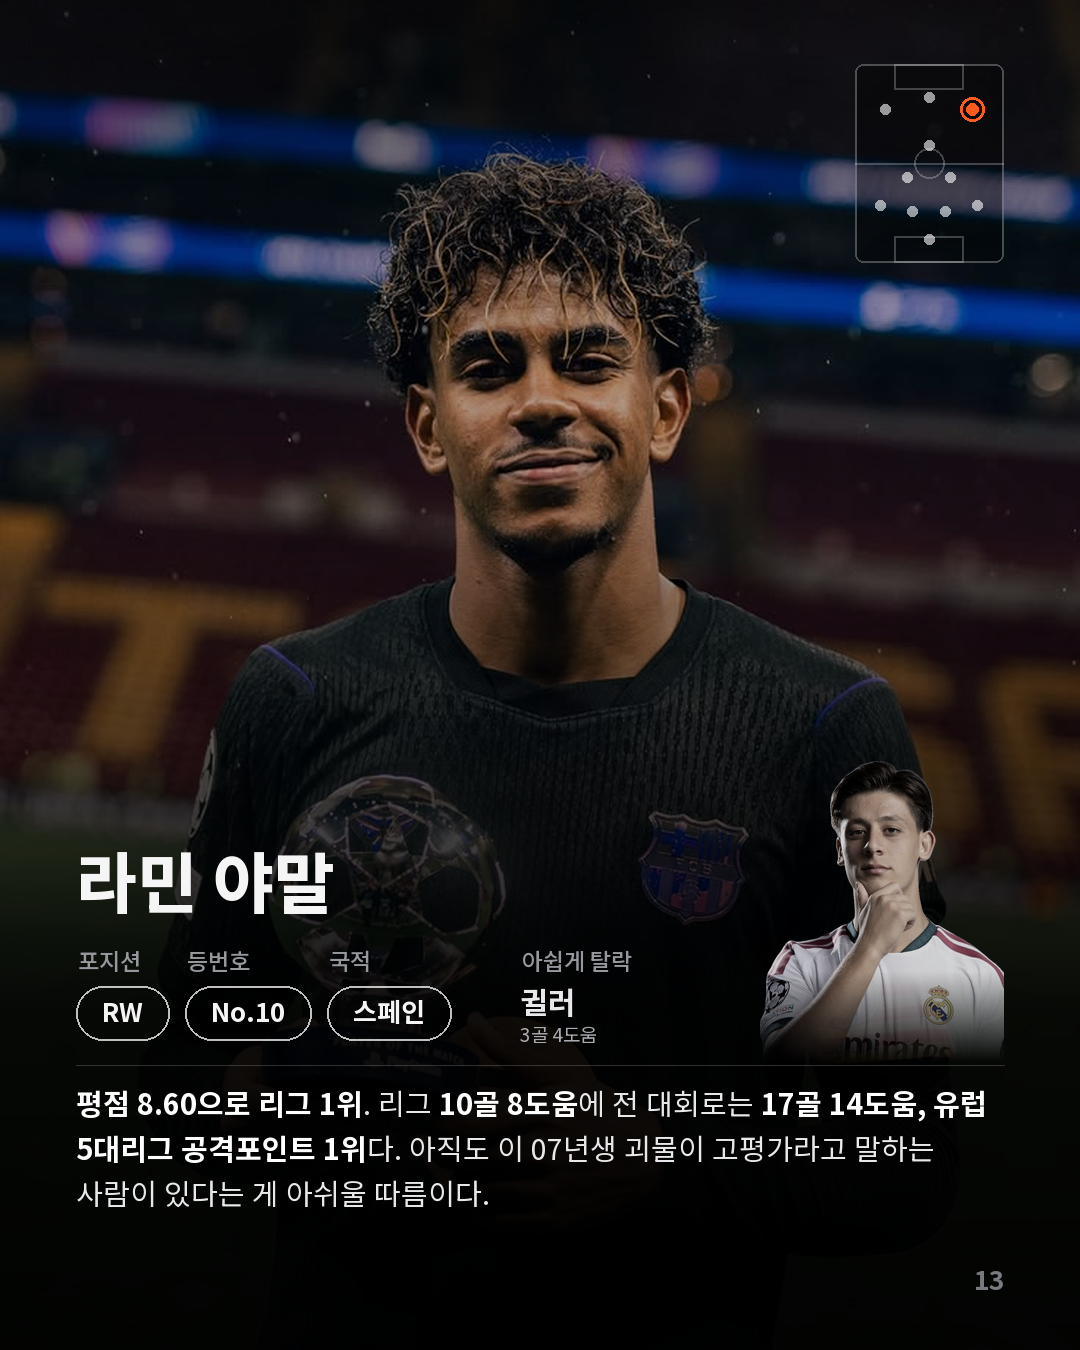 라민 야말
포지션 등번호 국적 아쉽게 탈락
RW No.10 스페인 귈러
3골 4도움
mirates
평점 8.60으로 리그 1위. 리그 10골 8도움에 전 대회로는 17골 14도움, 유럽
5대리그 공격포인트 1위다. 아직도 이 07년생 괴물이 고평가라고 말하는
사람이 있다는 게 아쉬울 따름이다.
13